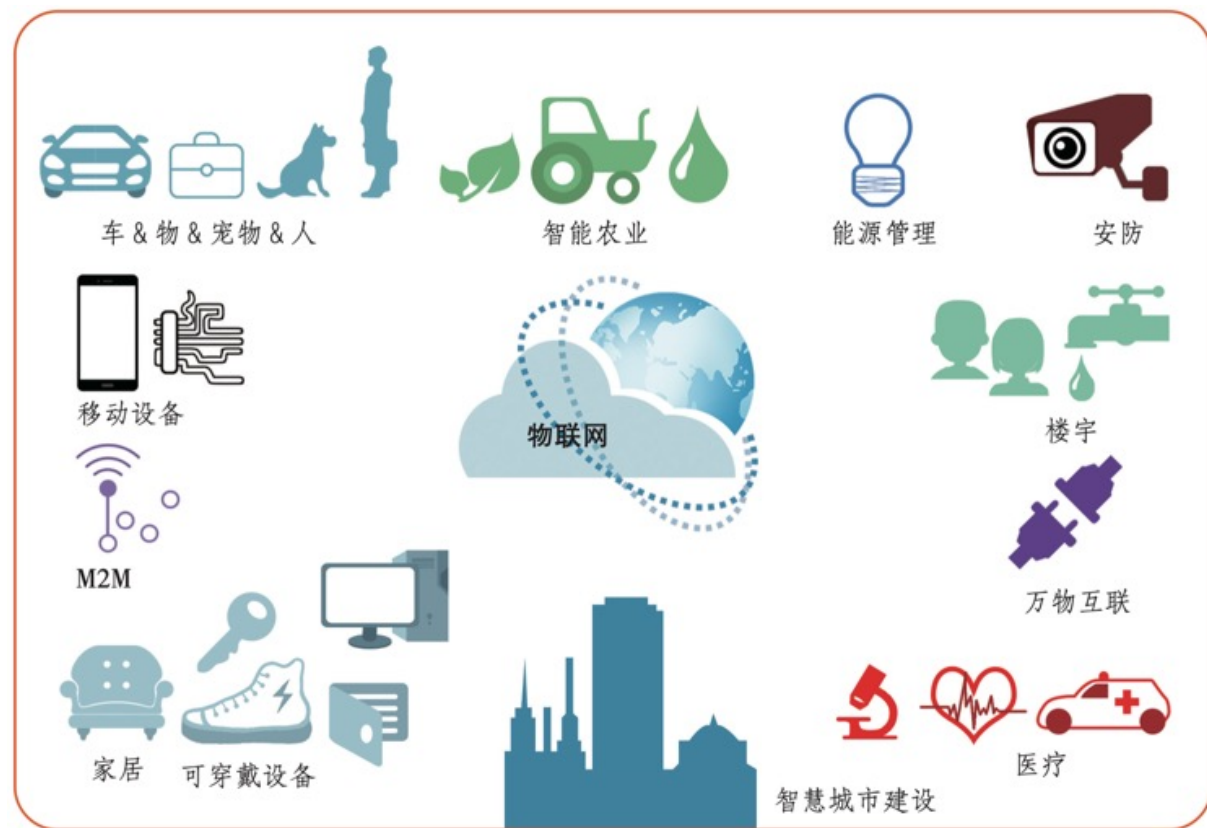 车&物&宠物&人
智能农业
能源管理
安防
移动设备
物联网
楼宇
M2M
万物互联
家居
可穿戴设备
医疗
智慧城市建设